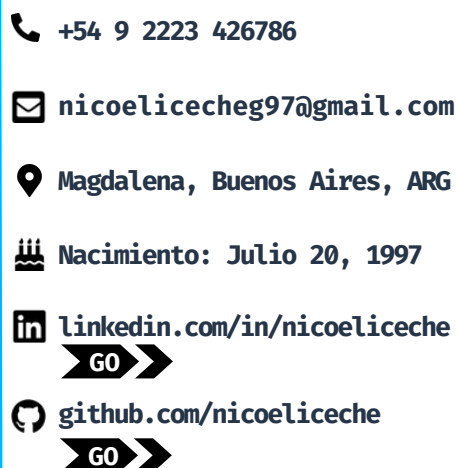 +54 9 2223 426786
nicoelicecheg97@gmail.com
Magdalena, Buenos Aires, ARG
Nacimiento: Julio 20, 1997
in linkedin.com/in/nicoeliceche
GO
github.com/nicoeliceche
GO